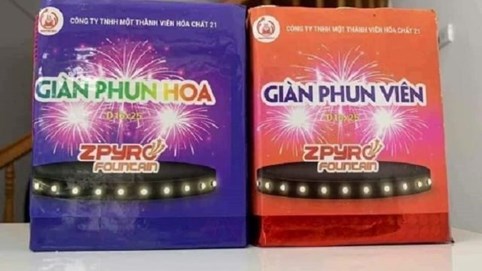 CÔNG TY TNHH MỘT THÀNH VIÊN HÓA CHẤT 21
GIÀN PHUN HOA
ZPYRO
FOUNTAIN
CÔNG TY TNHH MỘT THÀNH VIÊN HÓA CHẤT 21
GIÀN PHUN VIÊN
ZPYRO
FOUNTAIN